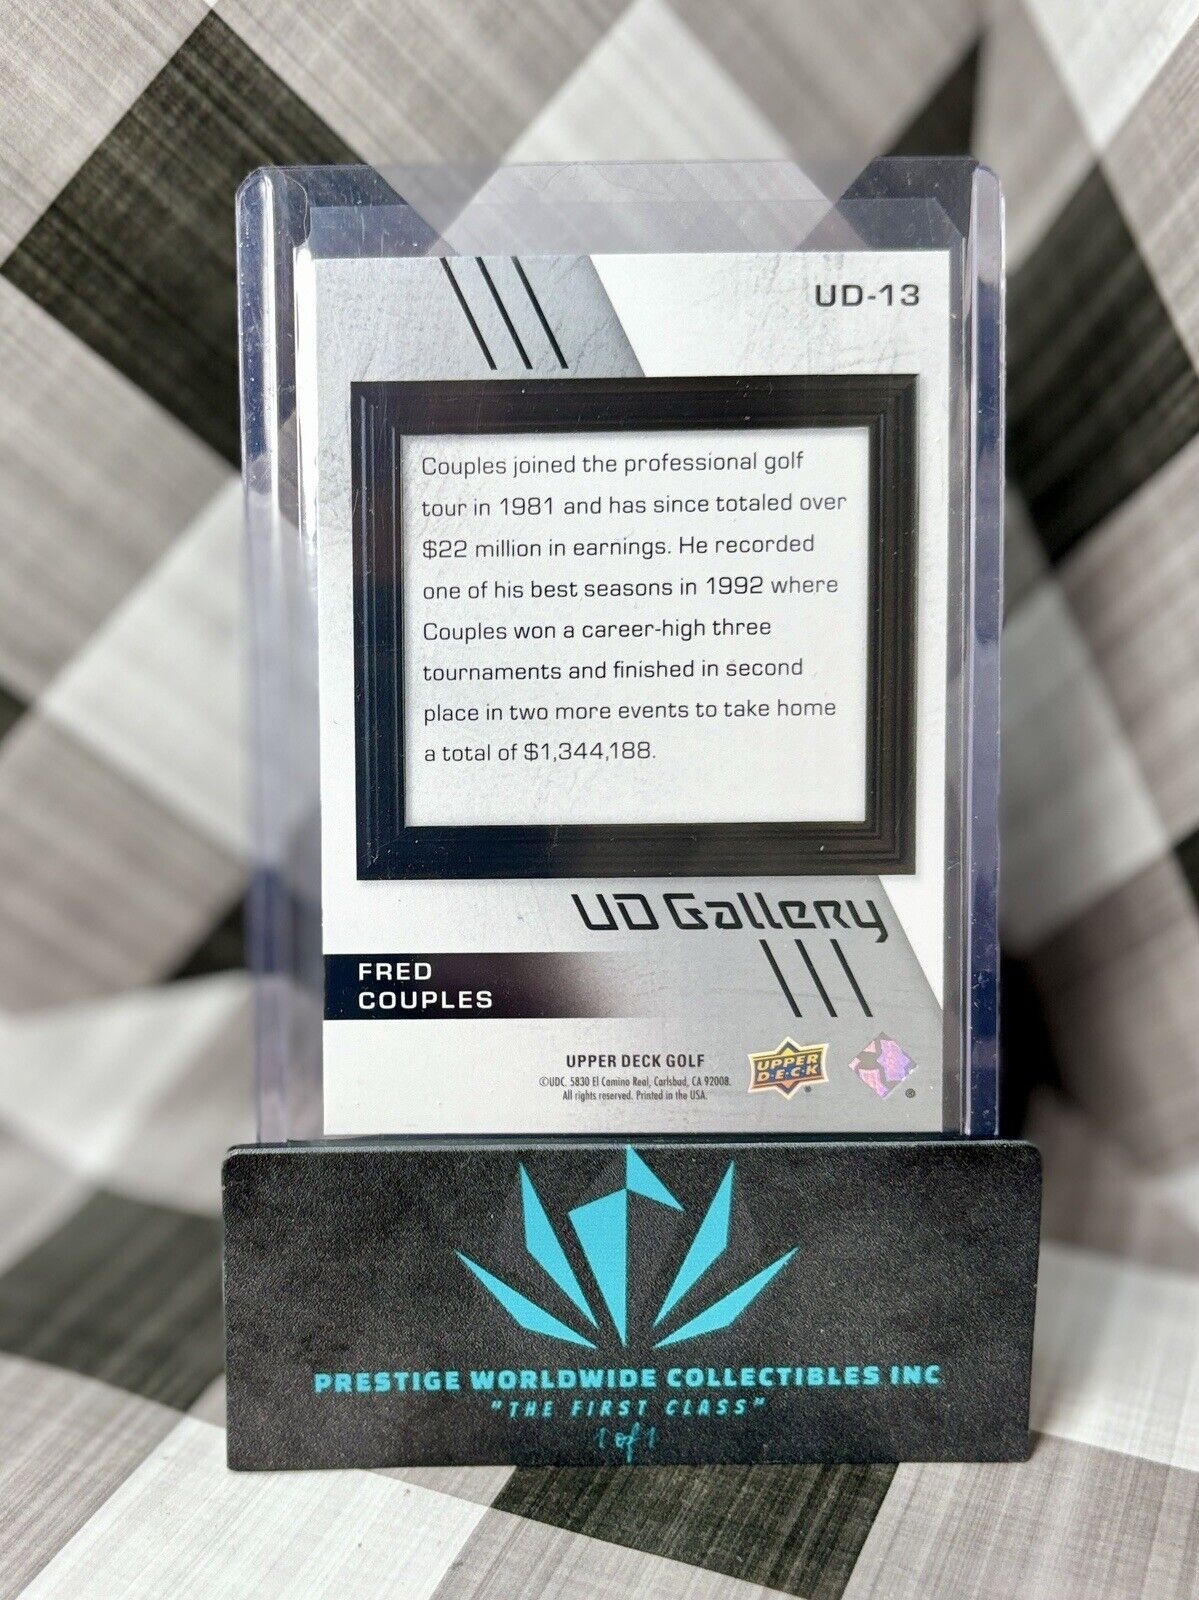 UD-13
Couples joined the professional golf
tour in 1981 and has since totaled over
$22 million in earnings. He recorded
one of his best seasons in 1992 where
Couples won a career-high three
tournaments and finished in second
place in two more events to take home
a total of $1,344,188.
UD Gallery
FRED
COUPLES
UPPER DECK GOLF
©UDC. 5830 El Camino Real, Carlsbad, CA 92008.
All rights reserved. Printed in the USA.
UPPER
D·E·C·K
®
®
PRESTIGE WORLDWIDE COLLECTIBLES INC
"THE FIRST CLASS"
1 of 1